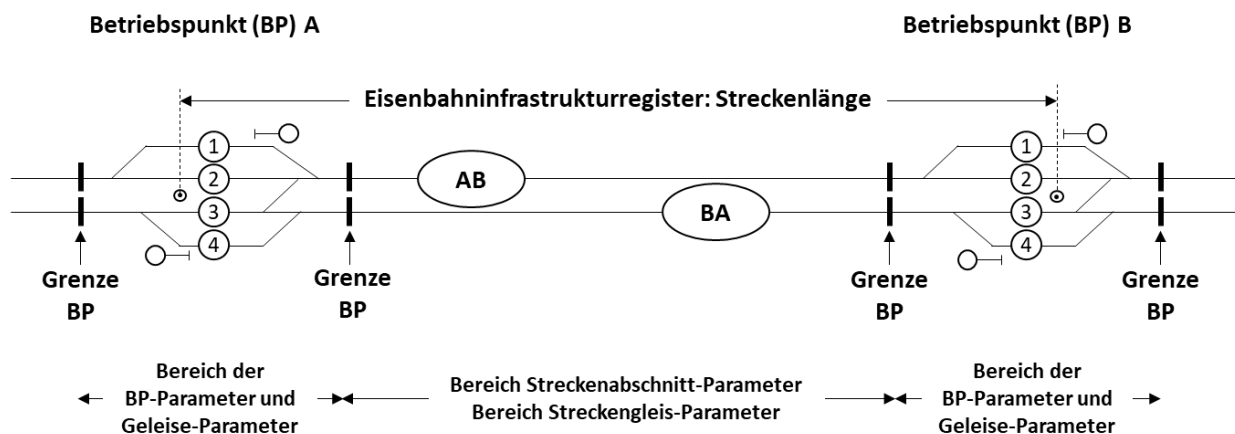 Betriebspunkt (BP) A
Betriebspunkt (BP) B
Eisenbahninfrastrukturregister: Streckenlänge
1
2
3
4
AB
BA
1
2
3
4
Grenze
BP
Grenze
BP
Grenze
BP
Grenze
BP
Bereich der
BP-Parameter und
Geleise-Parameter
Bereich Streckenabschnitt-Parameter
Bereich Streckengleis-Parameter
Bereich der
BP-Parameter und
Geleise-Parameter